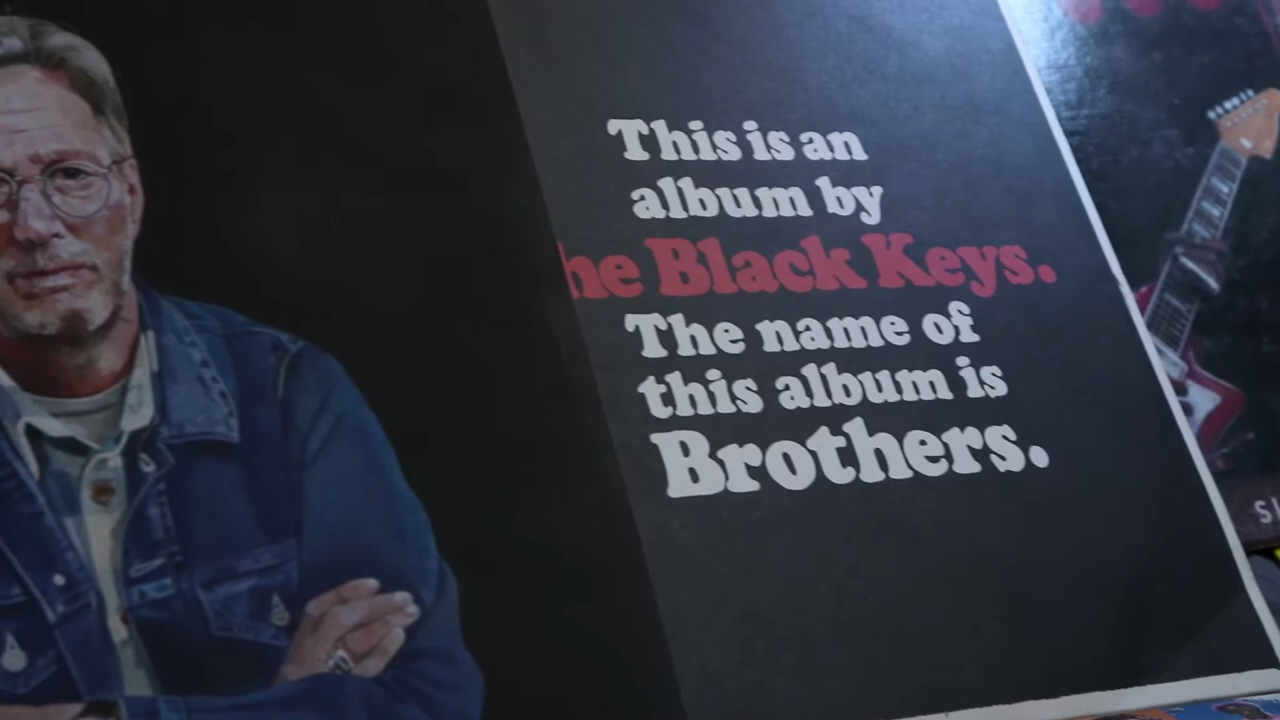 This is an
album by
he Black Keys.
The name of
this album is
Brothers.